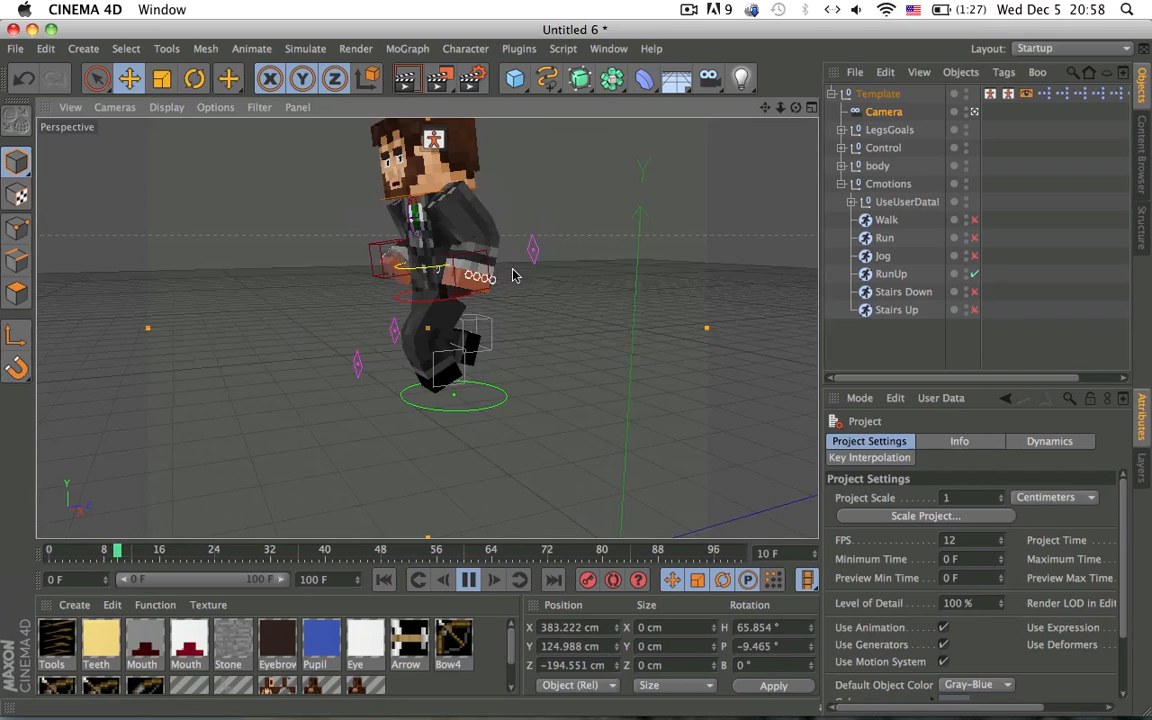 CINEMA 4D Window 9 (1:27) Wed Dec 5 20:58
Untitled 6 *
File Edit Create Select Tools Mesh Animate Simulate Render MoGraph Character Plugins Script Window Help Layout: Startup
X Y Z
File Edit View Objects Tags Boo
View Cameras Display Options Filter Panel
Perspective
Template
Camera
LegsGoals
Control
body
Cmotions
UseUserData!
Walk
Run
Jog
RunUp
Stairs Down
Stairs Up
Objects
Content Browser
Structure
Y
Y
Z
X
Mode Edit User Data
Project
Project Settings Info Dynamics
Key Interpolation
Project Settings
Project Scale 1 Centimeters
Scale Project...
FPS 12 Project Time
Minimum Time 0 F Maximum Time
Preview Min Time 0 F Preview Max Time
Level of Detail 100 % Render LOD in Edit
Use Animation Use Expression
Use Generators Use Deformers
Use Motion System
Default Object Color Gray-Blue
Attributes
Layers
0 8 16 24 32 40 48 56 64 72 80 88 96 10 F
0 F 0 F 100 F 100 F
P
Create Edit Function Texture
Tools Teeth Mouth Mouth Stone Eyebrow Pupil Eye Arrow Bow4
Position Size Rotation
X 383.222 cm X 0 cm H 65.854 °
Y 124.988 cm Y 0 cm P -9.465 °
Z -194.551 cm Z 0 cm B 0 °
Object (Rel) Size Apply
MAXON
CINEMA 4D